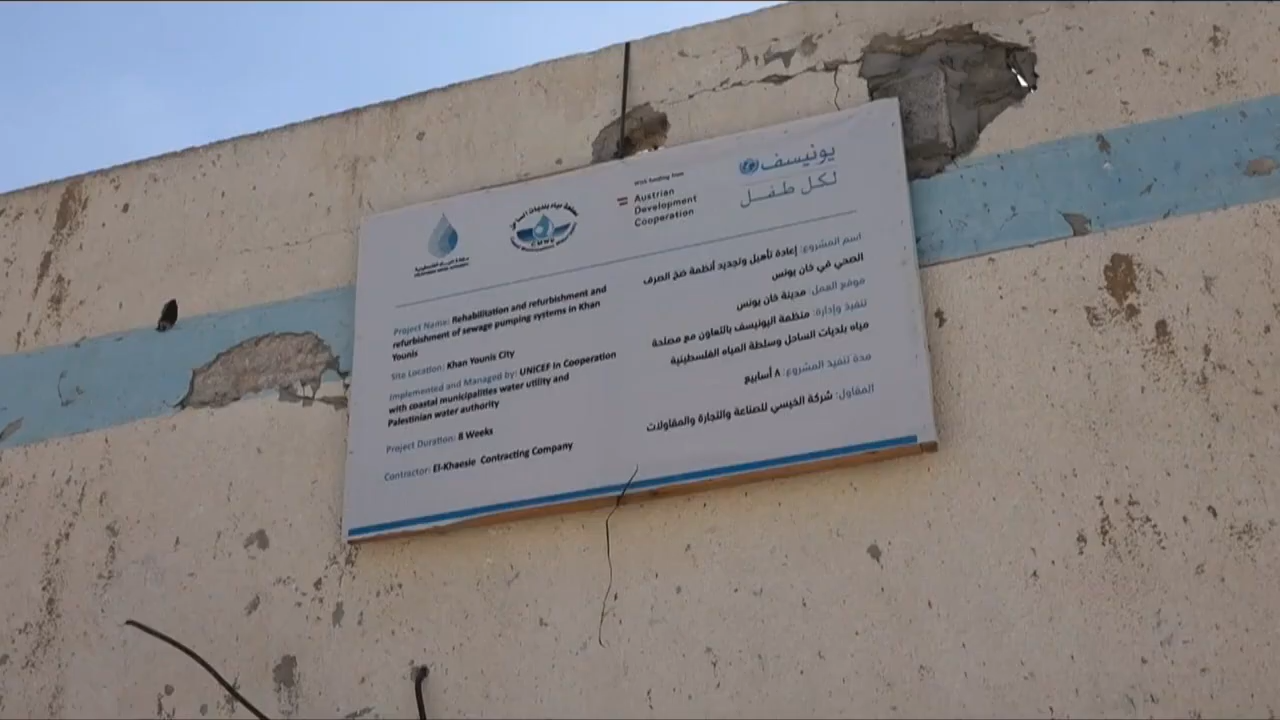 With funding from
Austrian
Development
Cooperation
يونيسف
لكل طفل
Project Name: Rehabilitation and refurbishment and
refurbishment of sewage pumping systems in Khan
Younis
Site Location: Khan Younis City
Implemented and Managed by: UNICEF In Cooperation
with coastal municipalities water utility and
Palestinian water authority
Project Duration: 8 Weeks
Contractor: El-Khaesie Contracting Company
اسم المشروع: إعادة تأهيل وتجديد أنظمة ضخ الصرف
الصحي في خان يونس
موقع العمل: مدينة خان يونس
تنفيذ وإدارة: منظمة اليونيسف بالتعاون مع مصلحة
مياه بلديات الساحل وسلطة المياه الفلسطينية
مدة تنفيذ المشروع: ٨ أسابيع
المقاول: شركة الخيسي للصناعة والتجارة والمقاولات